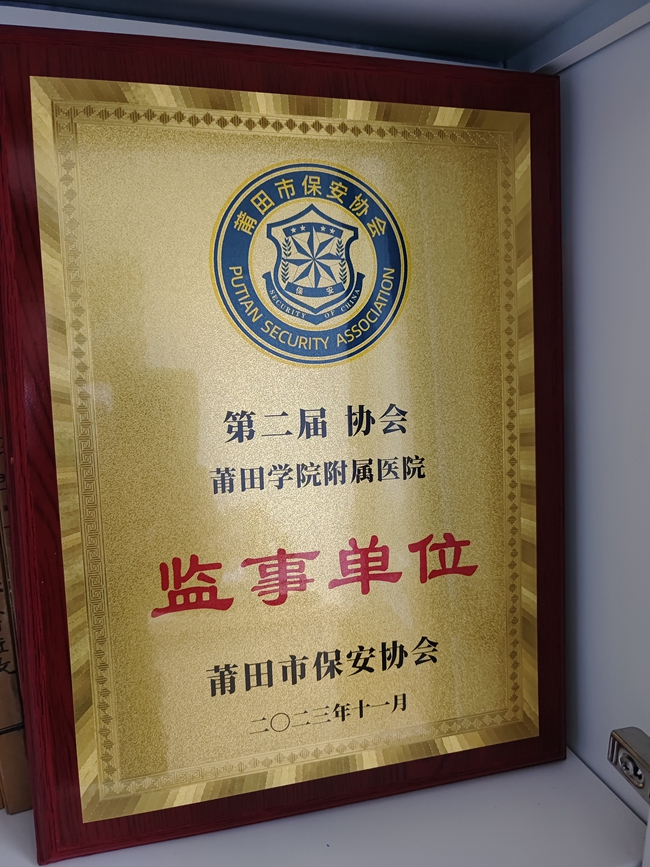 莆田市保安协会
保安
SECURITY OF CHINA
PUTIAN SECURITY ASSOCIATION
第二届 协会
莆田学院附属医院
监事单位
莆田市保安协会
二〇二三年十一月